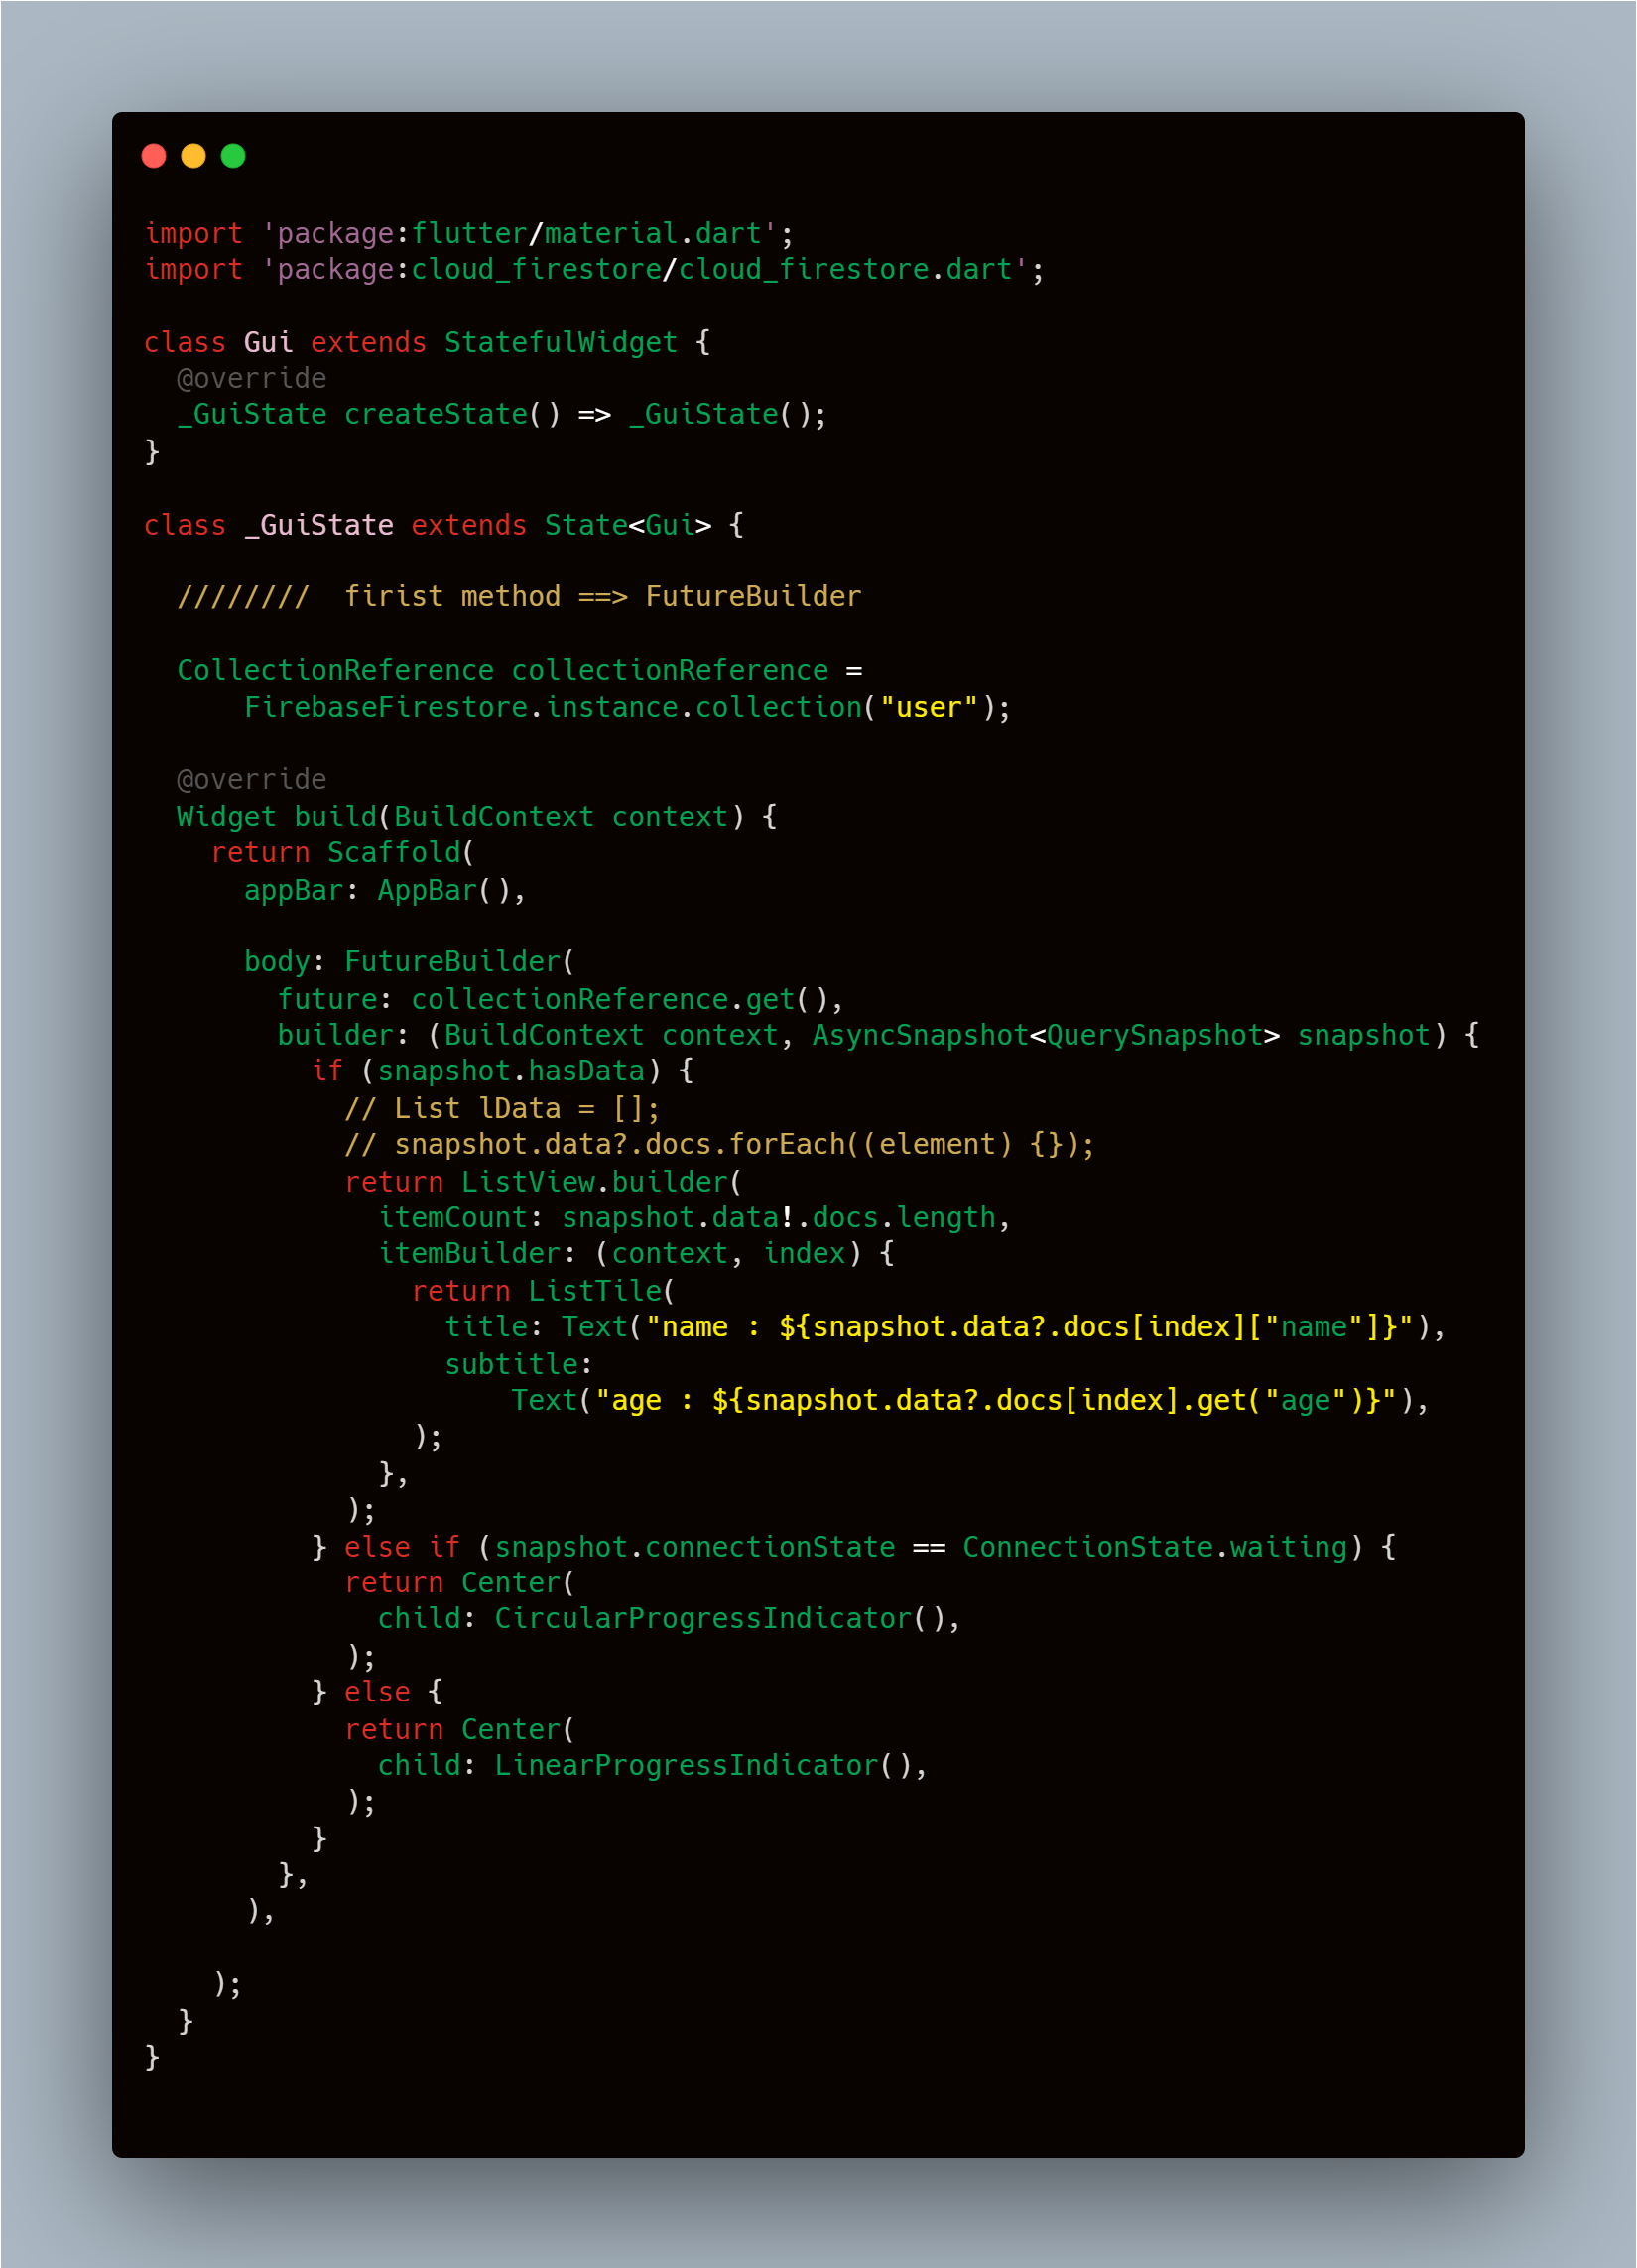 import 'package:flutter/material.dart';
import 'package:cloud_firestore/cloud_firestore.dart';

class Gui extends StatefulWidget {
  @override
  _GuiState createState() => _GuiState();
}

class _GuiState extends State<Gui> {

  ////////  firist method ==> FutureBuilder

  CollectionReference collectionReference =
      FirebaseFirestore.instance.collection("user");

  @override
  Widget build(BuildContext context) {
    return Scaffold(
      appBar: AppBar(),

      body: FutureBuilder(
        future: collectionReference.get(),
        builder: (BuildContext context, AsyncSnapshot<QuerySnapshot> snapshot) {
          if (snapshot.hasData) {
            // List lData = [];
            // snapshot.data?.docs.forEach((element) {});
            return ListView.builder(
              itemCount: snapshot.data!.docs.length,
              itemBuilder: (context, index) {
                return ListTile(
                  title: Text("name : ${snapshot.data?.docs[index]["name"]}"),
                  subtitle:
                      Text("age : ${snapshot.data?.docs[index].get("age")}"),
                );
              },
            );
          } else if (snapshot.connectionState == ConnectionState.waiting) {
            return Center(
              child: CircularProgressIndicator(),
            );
          } else {
            return Center(
              child: LinearProgressIndicator(),
            );
          }
        },
      ),

    );
  }
}